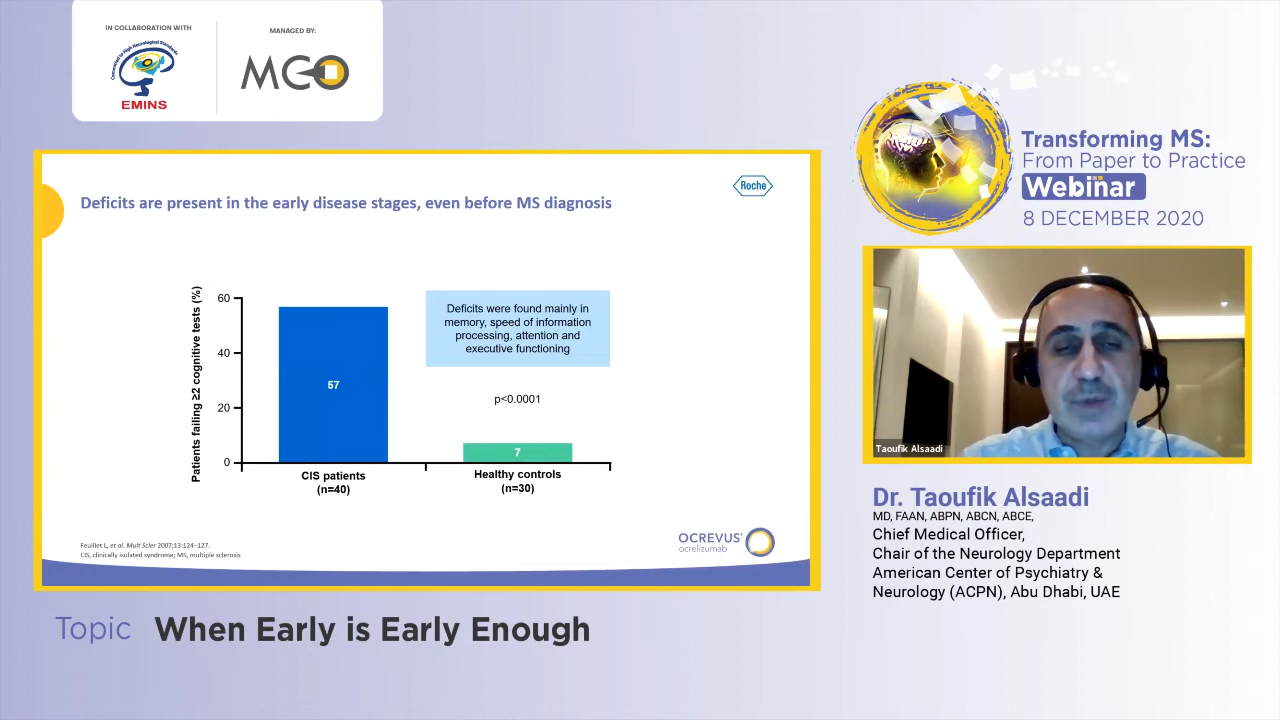 IN COLLABORATION WITH
Committed to High Neurological Standards
EMINS
MANAGED BY:
MCO
Transforming MS:
From Paper to Practice
Webinar
8 DECEMBER 2020
Roche
Deficits are present in the early disease stages, even before MS diagnosis
Patients failing ≥2 cognitive tests (%)
60
40
20
0
57
7
Deficits were found mainly in
memory, speed of information
processing, attention and
executive functioning
p<0.0001
CIS patients
(n=40)
Healthy controls
(n=30)
Feuillet L, et al. Mult Scler 2007;13:124–127.
CIS, clinically isolated syndrome; MS, multiple sclerosis
OCREVUS®
ocrelizumab
Taoufik Alsaadi
Dr. Taoufik Alsaadi
MD, FAAN, ABPN, ABCN, ABCE,
Chief Medical Officer,
Chair of the Neurology Department
American Center of Psychiatry &
Neurology (ACPN), Abu Dhabi, UAE
Topic When Early is Early Enough